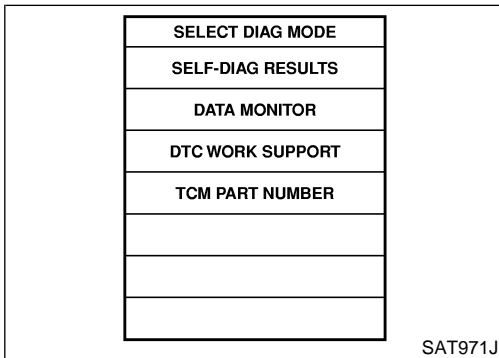 SELECT DIAG MODE
SELF-DIAG RESULTS
DATA MONITOR
DTC WORK SUPPORT
TCM PART NUMBER
SAT971J